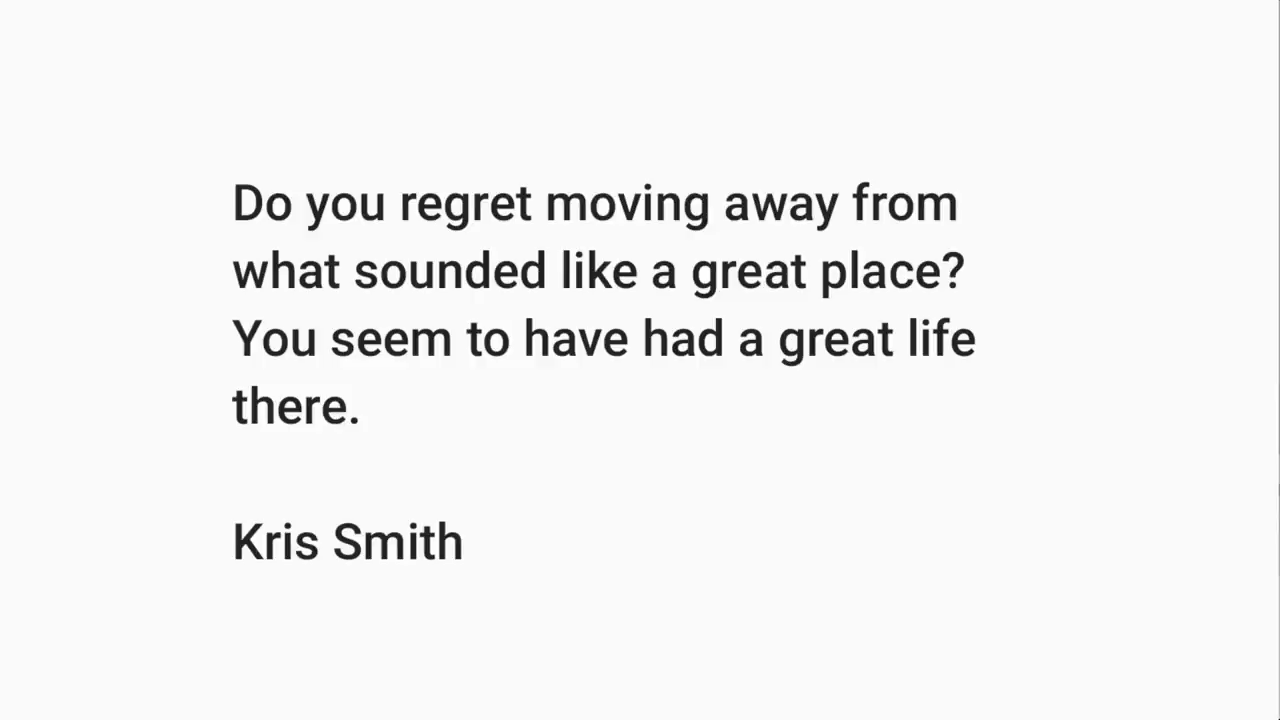 Do you regret moving away from
what sounded like a great place?
You seem to have had a great life
there.
Kris Smith